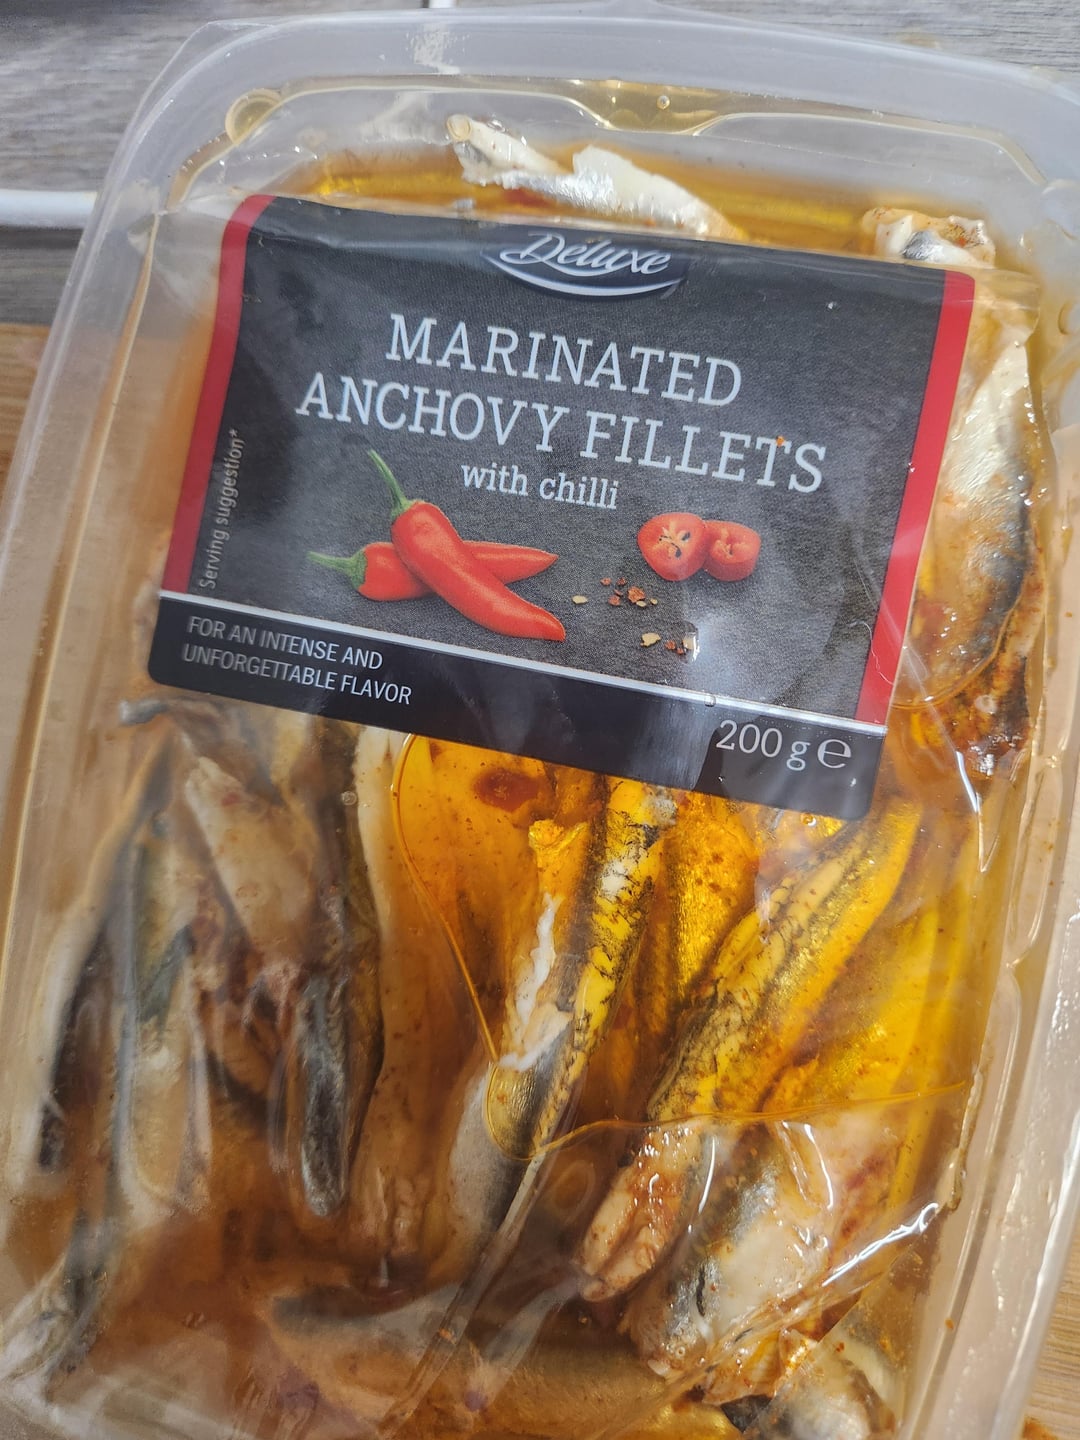 Deluxe
MARINATED
ANCHOVY FILLETS
with chilli
Serving suggestion*
FOR AN INTENSE AND
UNFORGETTABLE FLAVOR
200 g ℮